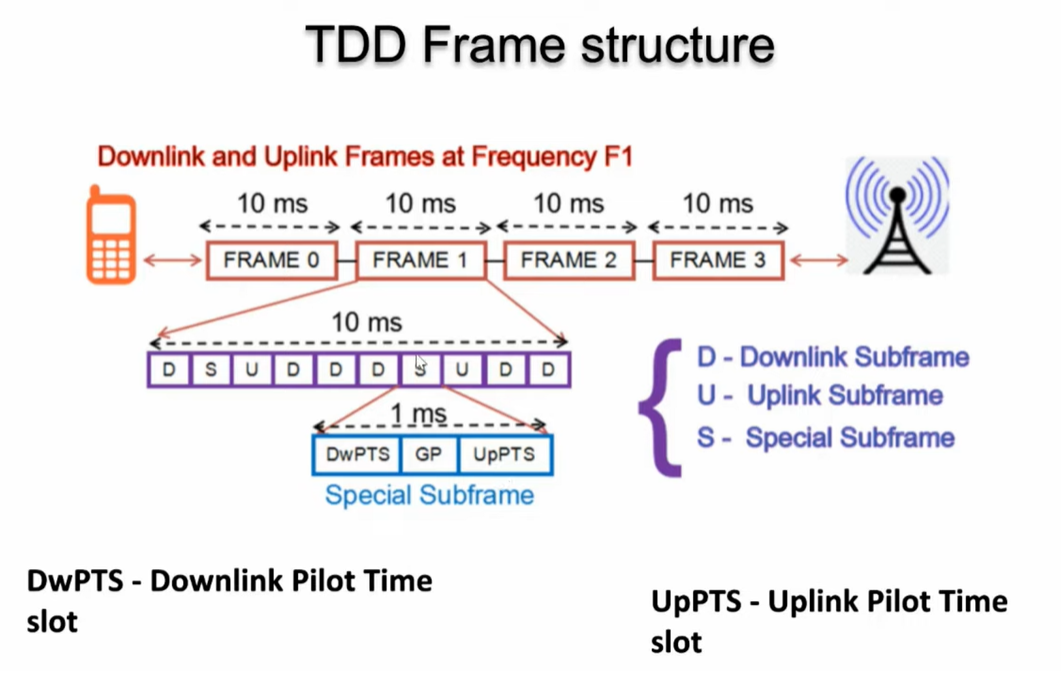 TDD Frame structure
Downlink and Uplink Frames at Frequency F1
10 ms 10 ms 10 ms 10 ms
FRAME 0 FRAME 1 FRAME 2 FRAME 3
10 ms
D S U D D D S U D D
D - Downlink Subframe
U - Uplink Subframe
S - Special Subframe
1 ms
DwPTS GP UpPTS
Special Subframe
DwPTS - Downlink Pilot Time
slot
UpPTS - Uplink Pilot Time
slot